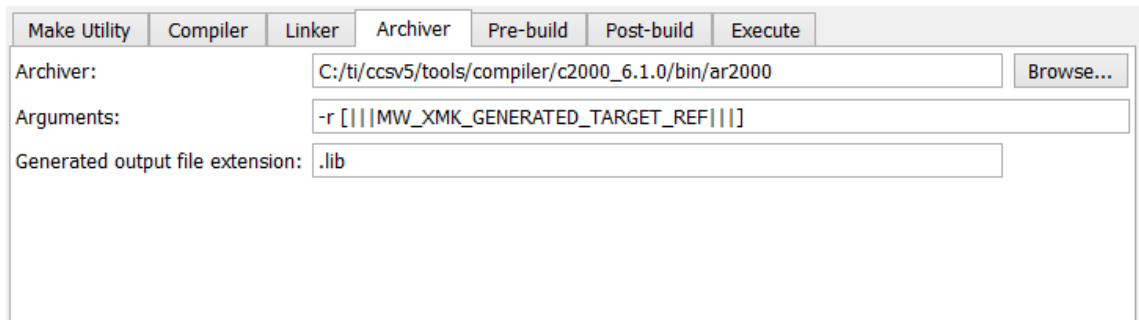 Make Utility Compiler Linker Archiver Pre-build Post-build Execute
Archiver: C:/ti/ccsv5/tools/compiler/c2000_6.1.0/bin/ar2000 Browse...
Arguments: -r [|||MW_XMK_GENERATED_TARGET_REF|||]
Generated output file extension: .lib